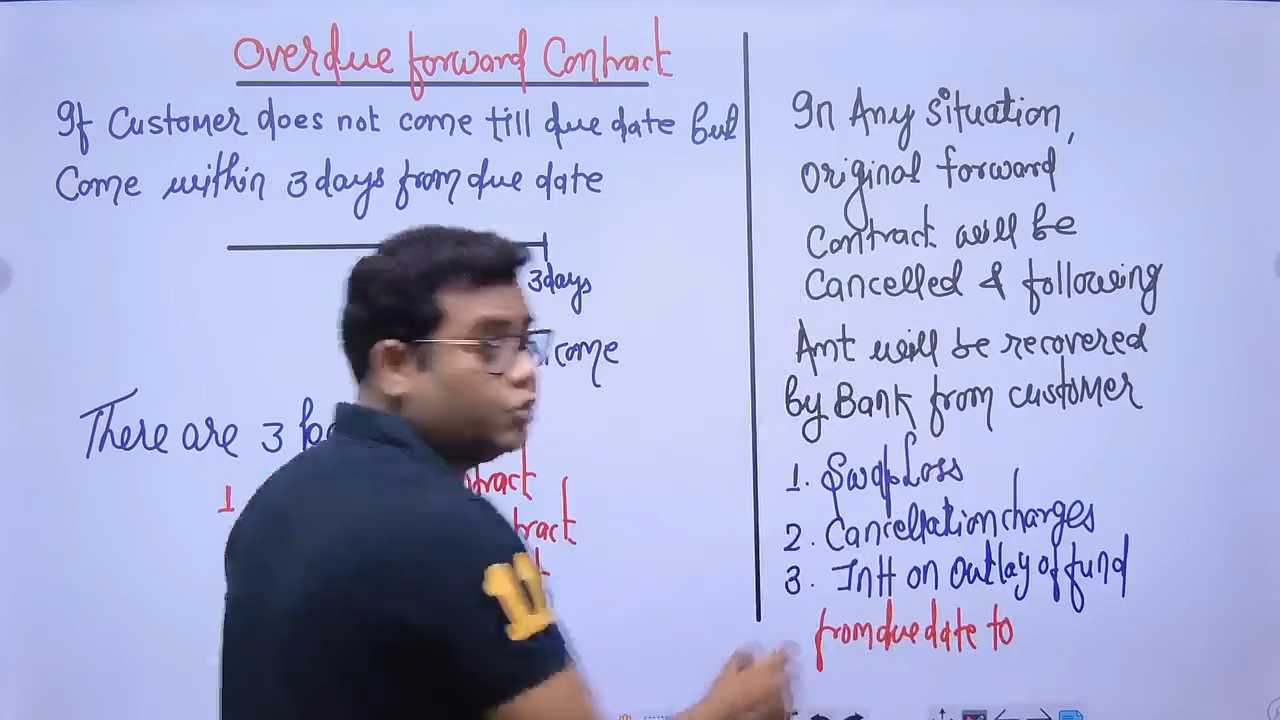 Overdue forward Contract
If Customer does not come till due date but
Come within 3 days from due date
3days
come
There are 3
1
tract
tract
In Any situation,
Original forward
Contract will be
Cancelled & following
Amt will be recovered
by Bank from customer
1. Swap Loss
2. Cancellation charges
3. Intt on outlay of fund
from due date to